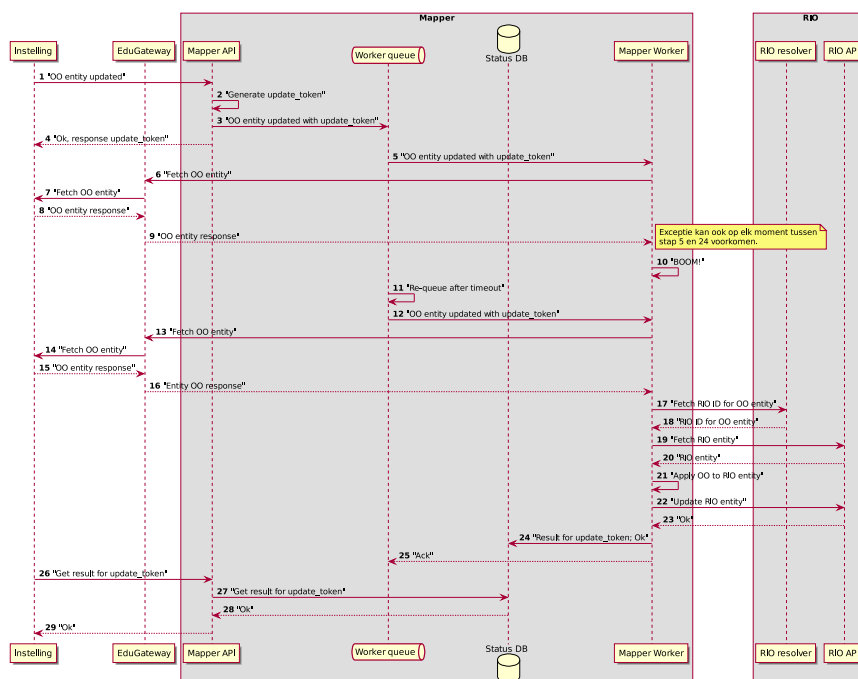 Mapper
RIO
Instelling
EduGateway
Mapper API
Worker queue
Status DB
Mapper Worker
RIO resolver
RIO AP
1 "OO entity updated"
2 "Generate update_token"
3 "OO entity updated with update_token"
4 "Ok, response update_token"
5 "OO entity updated with update_token"
6 "Fetch OO entity"
7 "Fetch OO entity"
8 "OO entity response"
9 "OO entity response"
Exceptie kan ook op elk moment tussen
stap 5 en 24 voorkomen.
10 "BOOM!"
11 "Re-queue after timeout"
12 "OO entity updated with update_token"
13 "Fetch OO entity"
14 "Fetch OO entity"
15 "OO entity response"
16 "Entity OO response"
17 "Fetch RIO ID for OO entity"
18 "RIO ID for OO entity"
19 "Fetch RIO entity"
20 "RIO entity"
21 "Apply OO to RIO entity"
22 "Update RIO entity"
23 "Ok"
24 "Result for update_token; Ok"
25 "Ack"
26 "Get result for update_token"
27 "Get result for update_token"
28 "Ok"
29 "Ok"
Instelling
EduGateway
Mapper API
Worker queue
Status DB
Mapper Worker
RIO resolver
RIO AP